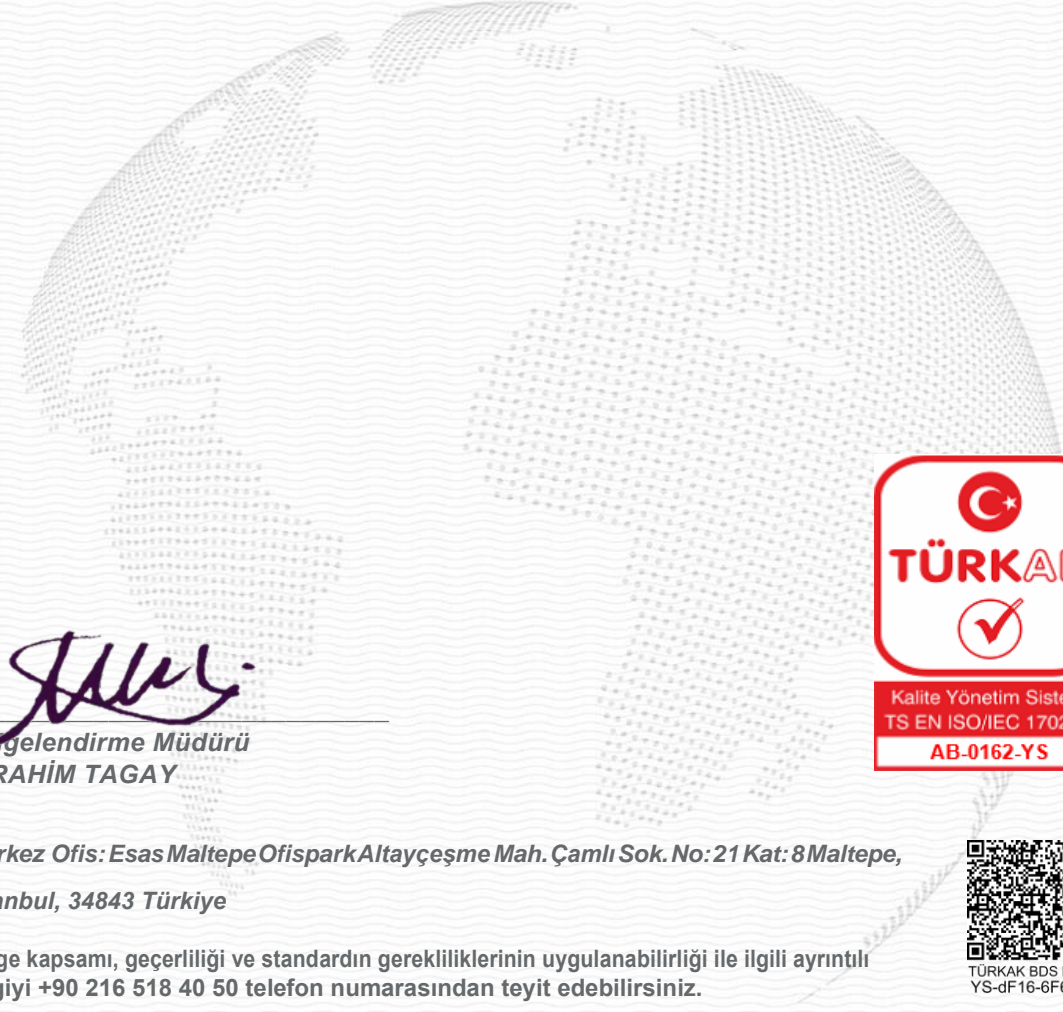 TÜRKA
Kalite Yönetim Siste
TS EN ISO/IEC 1702
AB-0162-YS
gelendirme Müdürü
RAHİM TAGAY
rkez Ofis: Esas Maltepe Ofispark Altayçeşme Mah. Çamlı Sok. No: 21 Kat: 8 Maltepe,
anbul, 34843 Türkiye
ge kapsamı, geçerliliği ve standardın gerekliliklerinin uygulanabilirliği ile ilgili ayrıntılı
giyi +90 216 518 40 50 telefon numarasından teyit edebilirsiniz.
TÜRKAK BDS
YS-dF16-6F6